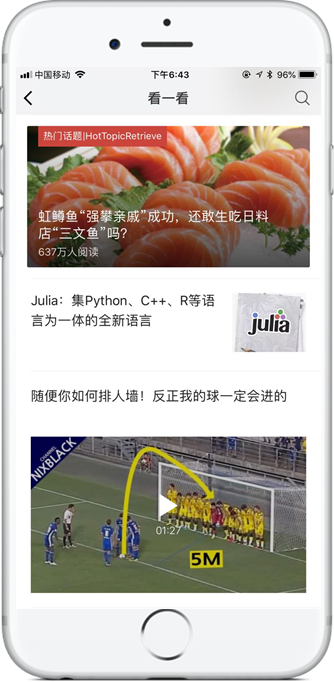 中国移动
下午6:43
96%
看一看
热门话题|HotTopicRetrieve
虹鳟鱼“强攀亲戚”成功，还敢生吃日料
店“三文鱼”吗?
637万人阅读
Julia：集Python、C++、R等语
言为一体的全新语言
julia
随便你如何排人墙！反正我的球一定会进的
CHANNEL
NIXBLACK
01:27
5M